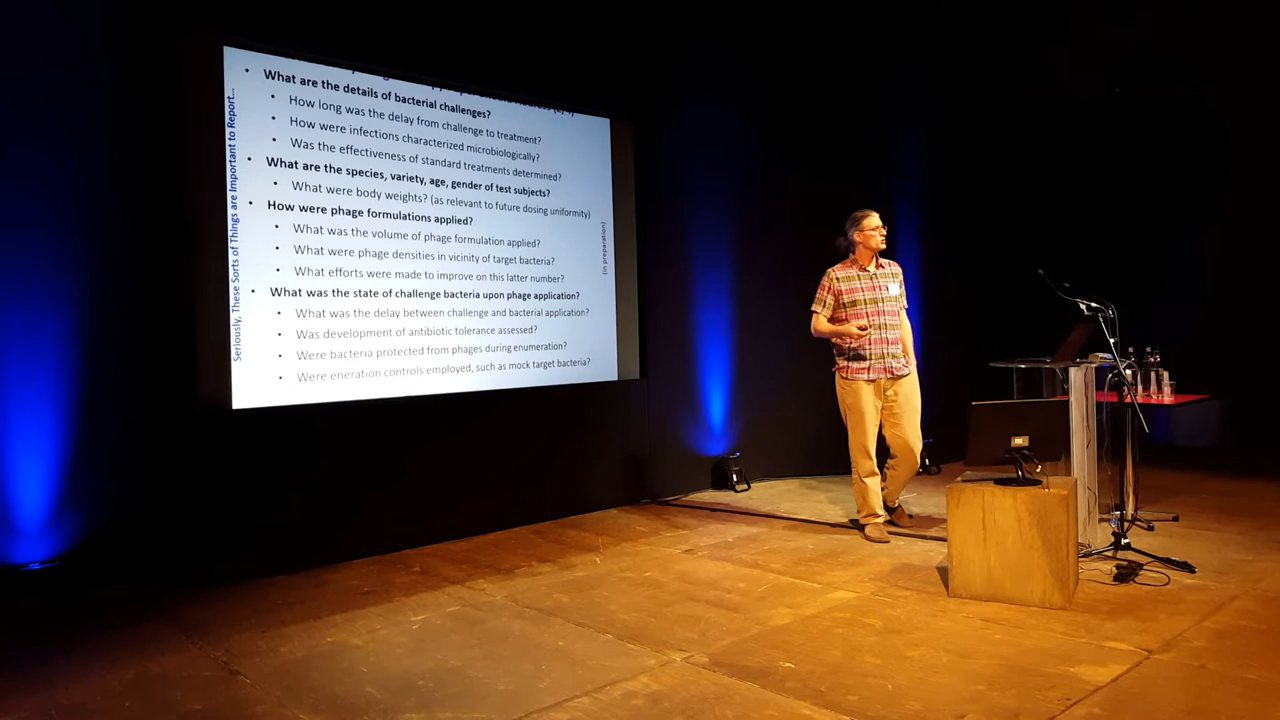 • What are the details of bacterial challenges?
• How long was the delay from challenge to treatment?
• How were infections characterized microbiologically?
• Was the effectiveness of standard treatments determined?
• What are the species, variety, age, gender of test subjects?
• What were body weights? (as relevant to future dosing uniformity)
• How were phage formulations applied?
• What was the volume of phage formulation applied?
• What were phage densities in vicinity of target bacteria?
• What efforts were made to improve on this latter number?
• What was the state of challenge bacteria upon phage application?
• What was the delay between challenge and bacterial application?
• Was development of antibiotic tolerance assessed?
• Were bacteria protected from phages during enumeration?
• Were eneration controls employed, such as mock target bacteria?
Seriously, These Sorts of Things are Important to Report...
(in preparation)